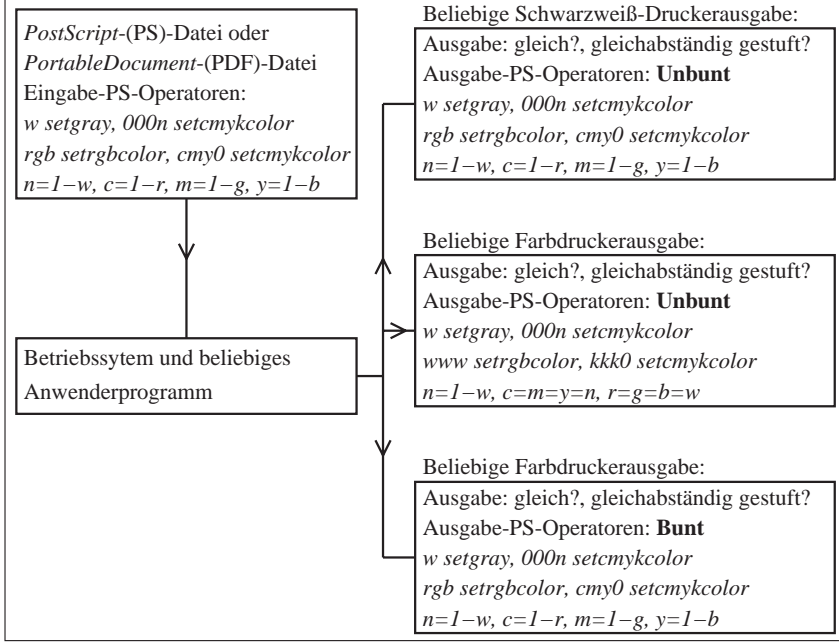 PostScript-(PS)-Datei oder
PortableDocument-(PDF)-Datei
Eingabe-PS-Operatoren:
w setgray, 000n setcmykcolor
rgb setrgbcolor, cmy0 setcmykcolor
n=1−w, c=1−r, m=1−g, y=1−b
Betriebssytem und beliebiges
Anwenderprogramm
Beliebige Schwarzweiß-Druckerausgabe:
Ausgabe: gleich?, gleichabständig gestuft?
Ausgabe-PS-Operatoren: Unbunt
w setgray, 000n setcmykcolor
rgb setrgbcolor, cmy0 setcmykcolor
n=1−w, c=1−r, m=1−g, y=1−b
Beliebige Farbdruckerausgabe:
Ausgabe: gleich?, gleichabständig gestuft?
Ausgabe-PS-Operatoren: Unbunt
w setgray, 000n setcmykcolor
www setrgbcolor, kkk0 setcmykcolor
n=1−w, c=m=y=n, r=g=b=w
Beliebige Farbdruckerausgabe:
Ausgabe: gleich?, gleichabständig gestuft?
Ausgabe-PS-Operatoren: Bunt
w setgray, 000n setcmykcolor
rgb setrgbcolor, cmy0 setcmykcolor
n=1−w, c=1−r, m=1−g, y=1−b